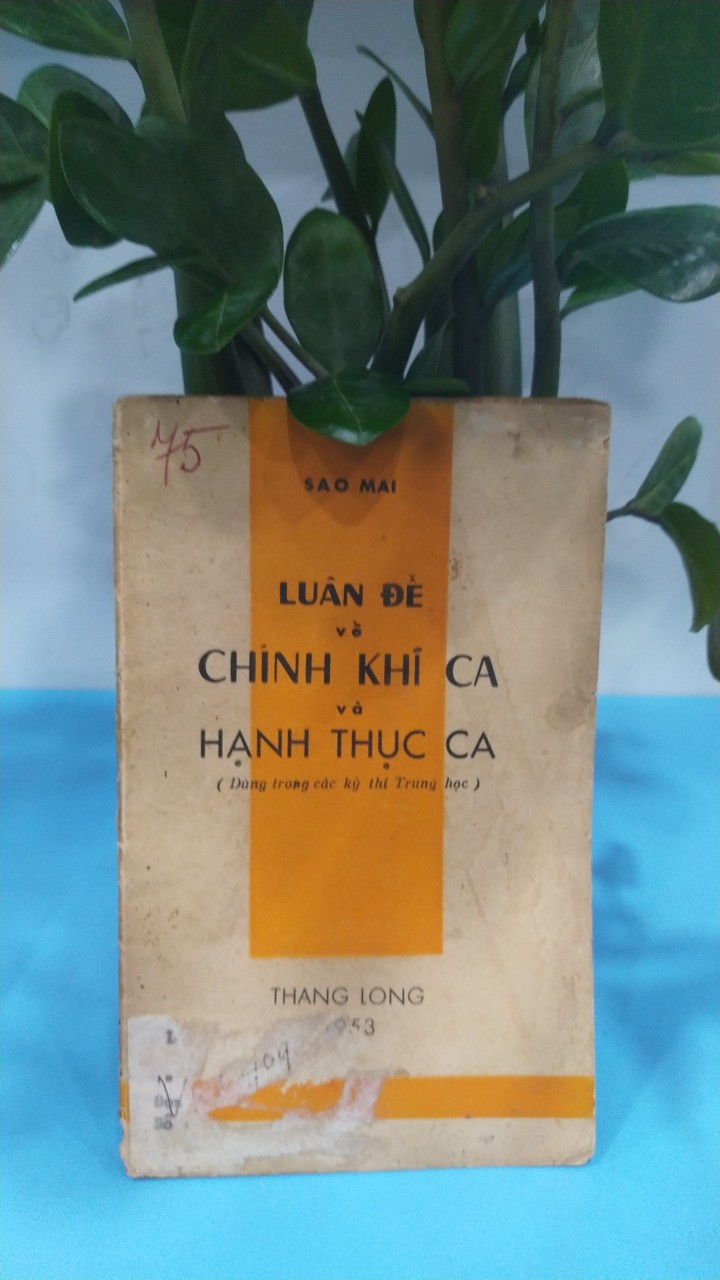 75
SAO MAI
LUÂN ĐỀ
về
CHÍNH KHÍ CA
và
HẠNH THỤC CA
( Dùng trong các kỳ thi Trung học )
THANG LONG
1953
Số